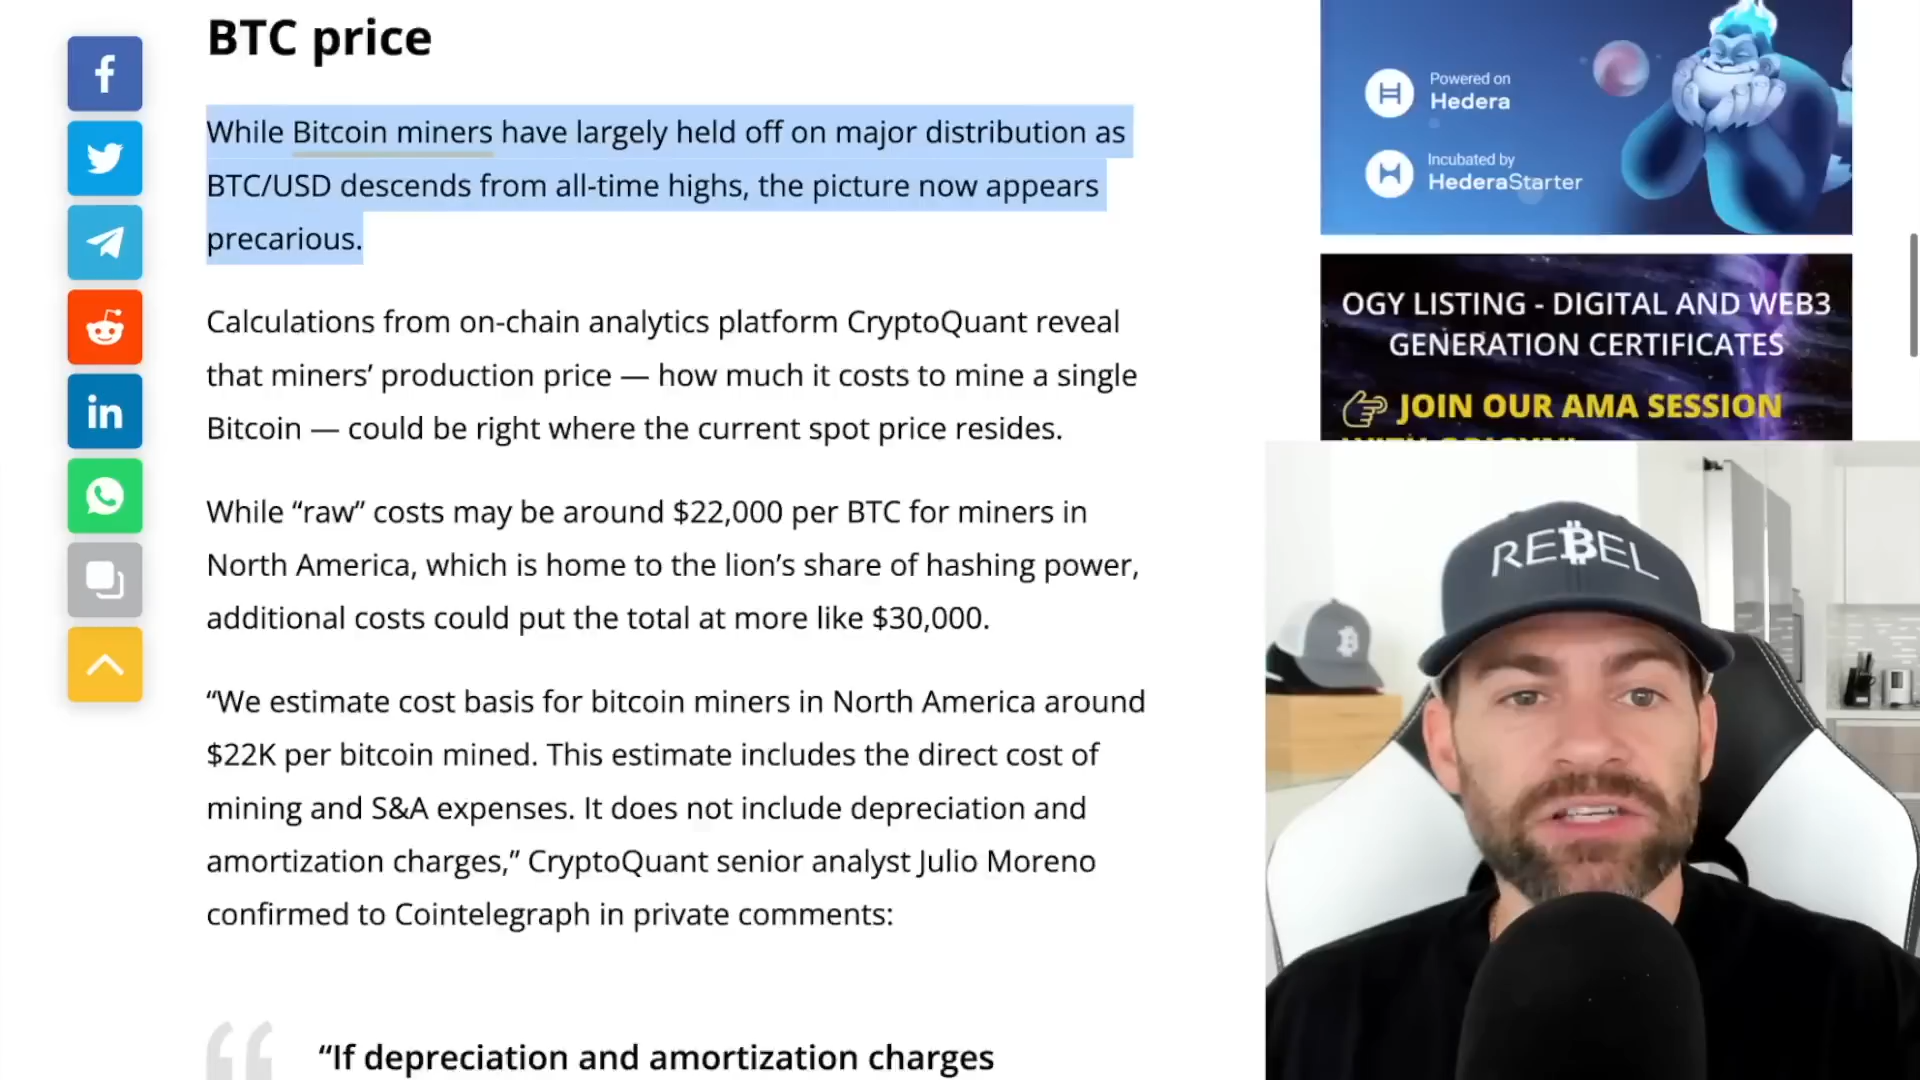 BTC price
While Bitcoin miners have largely held off on major distribution as
BTC/USD descends from all-time highs, the picture now appears
precarious.
Calculations from on-chain analytics platform CryptoQuant reveal
that miners’ production price — how much it costs to mine a single
Bitcoin — could be right where the current spot price resides.
While “raw” costs may be around $22,000 per BTC for miners in
North America, which is home to the lion’s share of hashing power,
additional costs could put the total at more like $30,000.
“We estimate cost basis for bitcoin miners in North America around
$22K per bitcoin mined. This estimate includes the direct cost of
mining and S&A expenses. It does not include depreciation and
amortization charges,” CryptoQuant senior analyst Julio Moreno
confirmed to Cointelegraph in private comments:
“If depreciation and amortization charges
Powered on
Hedera
Incubated by
HederaStarter
OGY LISTING - DIGITAL AND WEB3
GENERATION CERTIFICATES
JOIN OUR AMA SESSION
RE₿EL